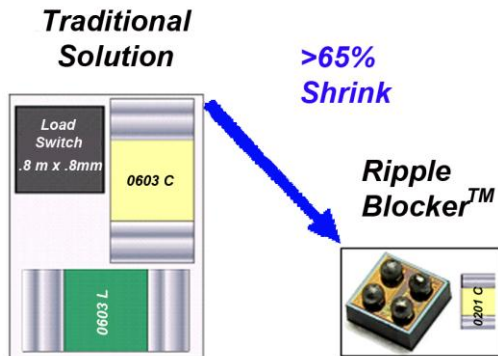 Traditional
Solution
>65%
Shrink
Load
Switch
.8 m x .8mm
0603 C
Ripple
Blocker™
0603 L
0201 C